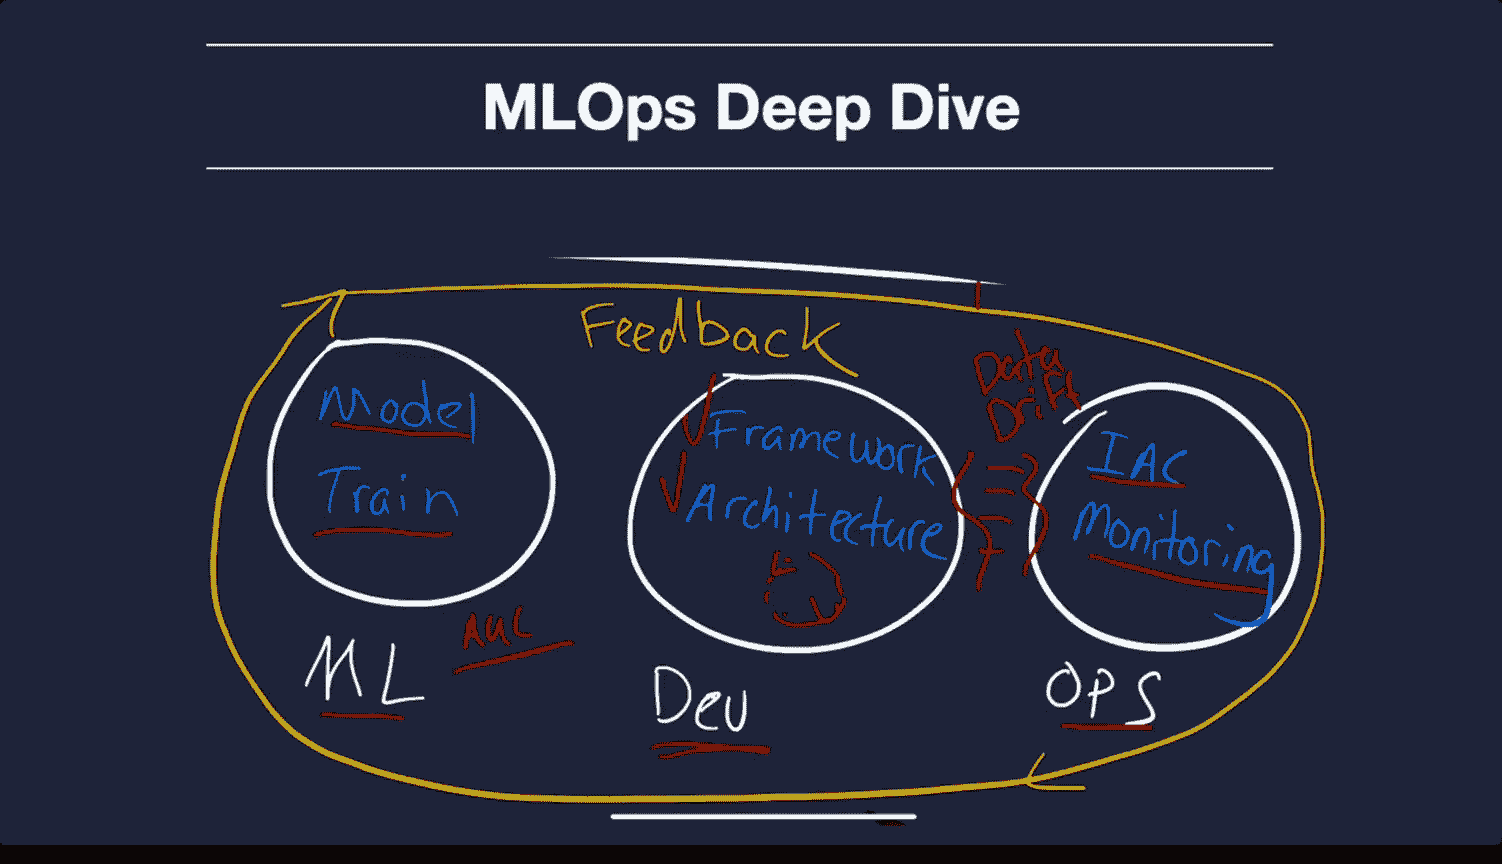 MLOps Deep Dive
Feedback
Model
Train
AUC
ML
Framework
Architecture
Dev
Data
Drift
IAC
Monitoring
OPS